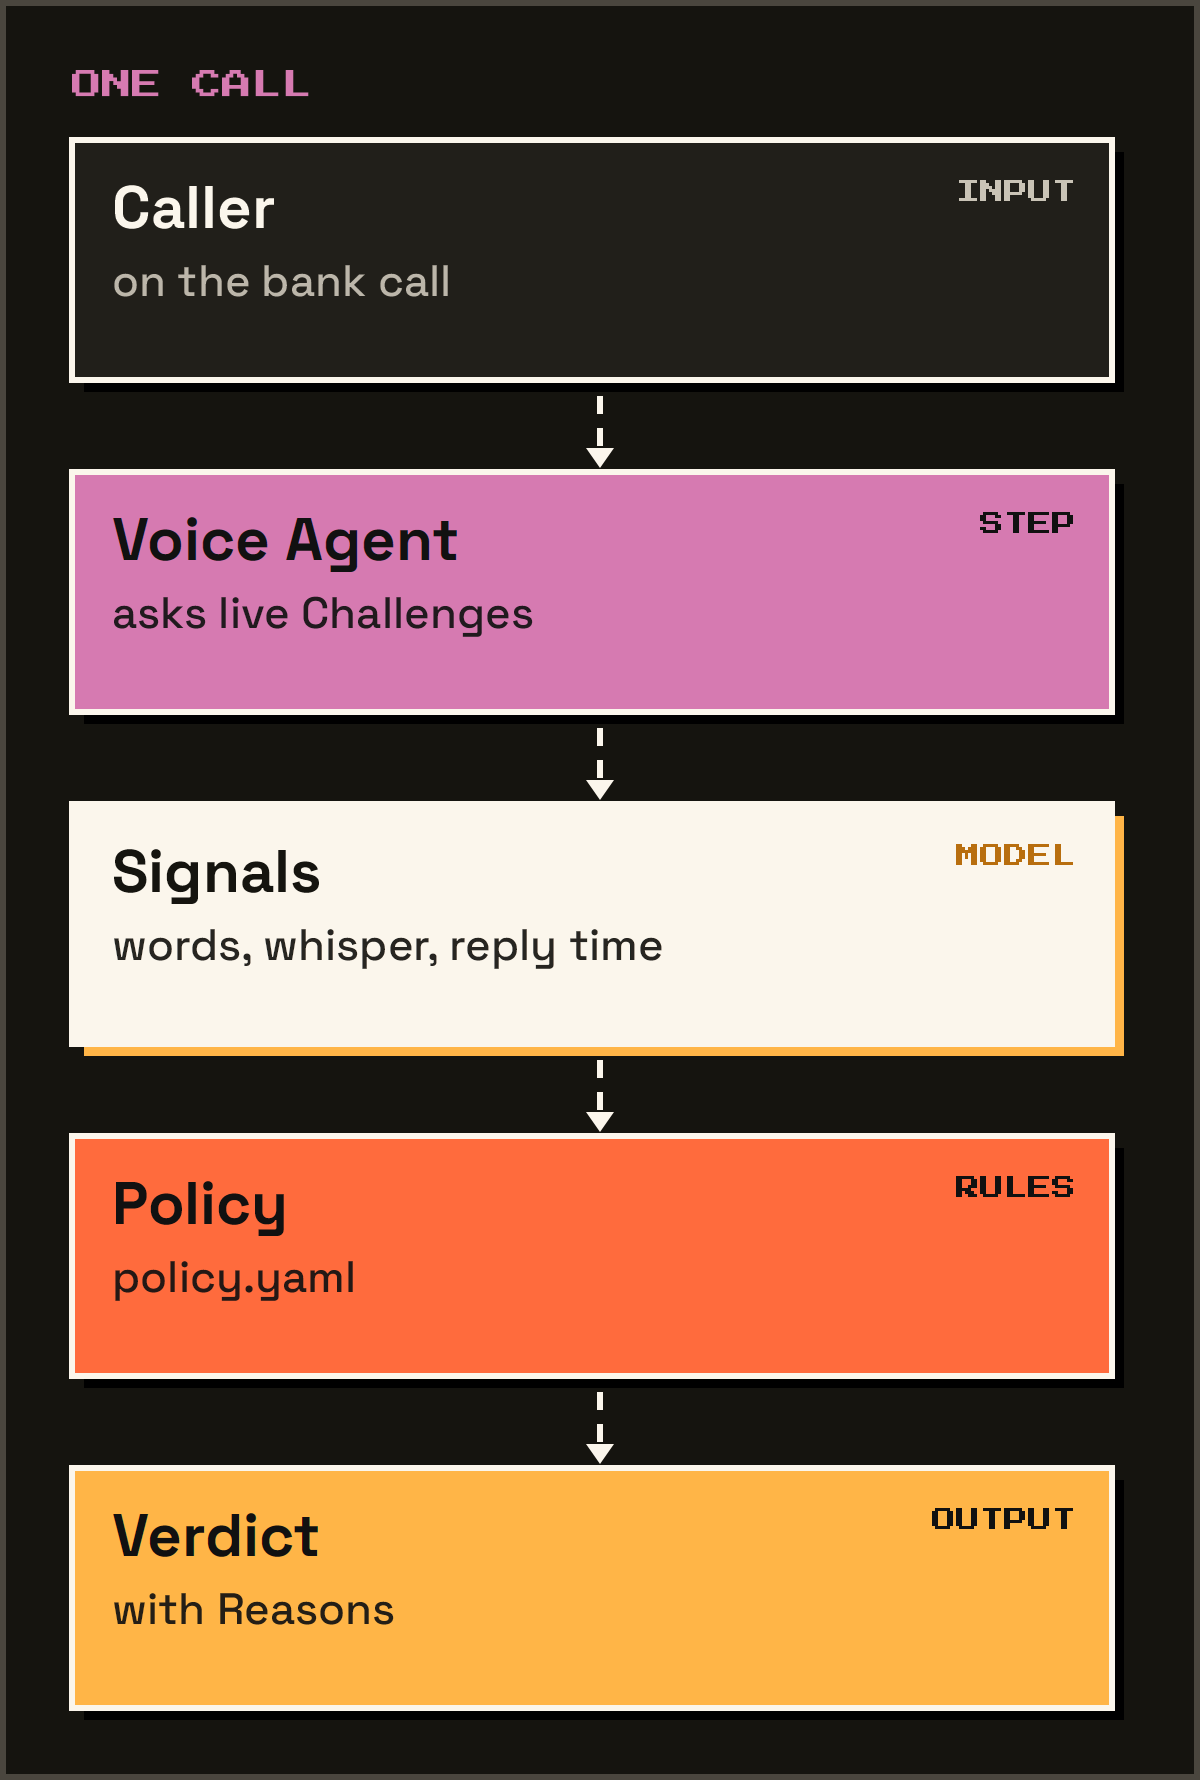 ONE CALL
Caller
INPUT
on the bank call
Voice Agent
STEP
asks live Challenges
Signals
MODEL
words, whisper, reply time
Policy
RULES
policy.yaml
Verdict
OUTPUT
with Reasons